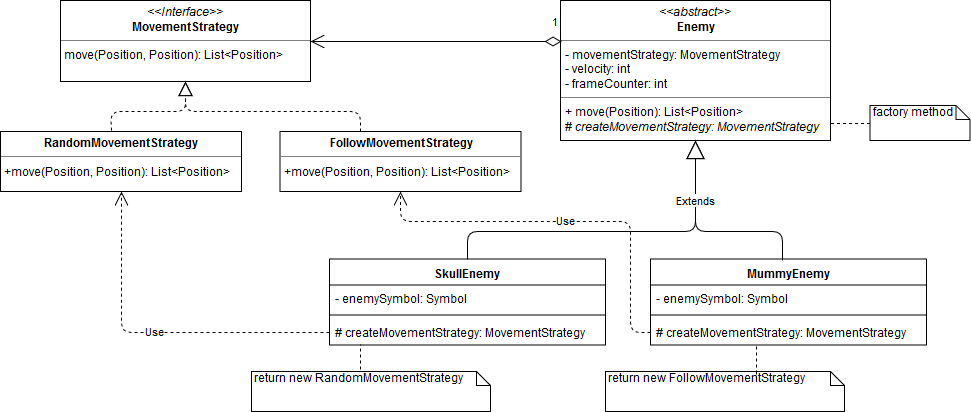 <<Interface>>
MovementStrategy
move(Position, Position): List<Position>
1
<<abstract>>
Enemy
- movementStrategy: MovementStrategy
- velocity: int
- frameCounter: int
+ move(Position): List<Position>
# createMovementStrategy: MovementStrategy
factory method
RandomMovementStrategy
+move(Position, Position): List<Position>
FollowMovementStrategy
+move(Position, Position): List<Position>
Extends
Use
SkullEnemy
- enemySymbol: Symbol
# createMovementStrategy: MovementStrategy
MummyEnemy
- enemySymbol: Symbol
# createMovementStrategy: MovementStrategy
Use
return new RandomMovementStrategy
return new FollowMovementStrategy